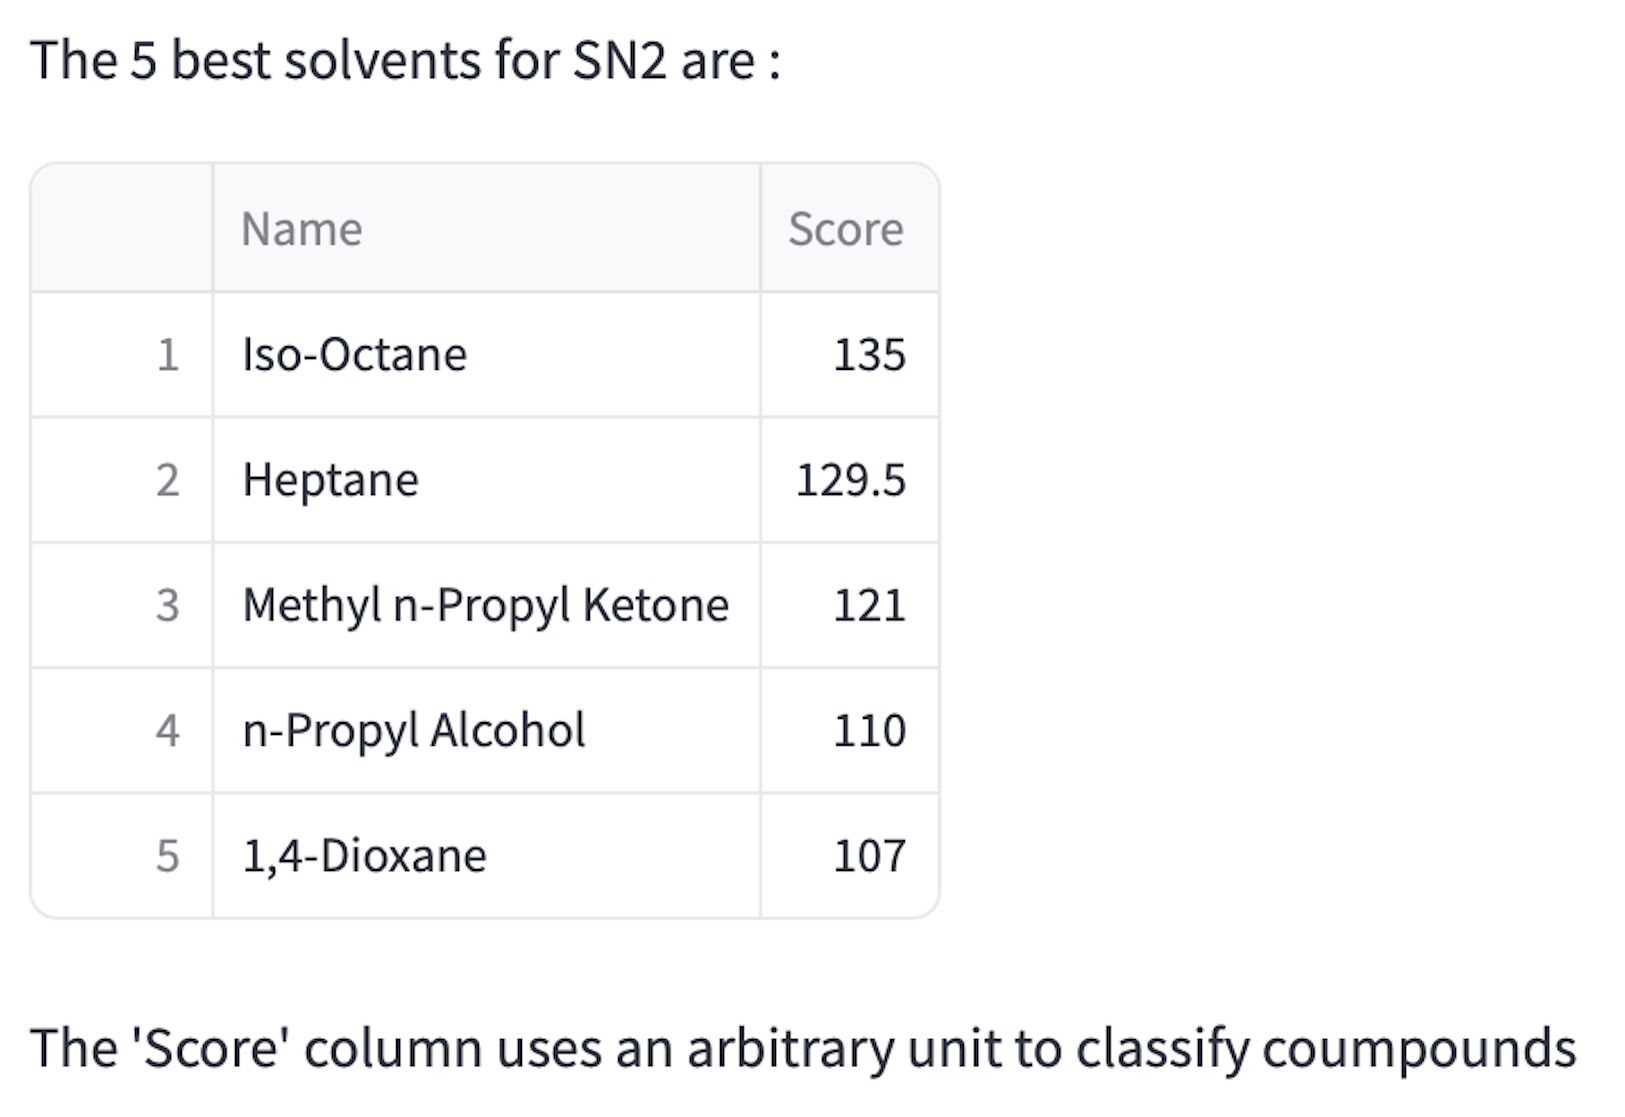 The 5 best solvents for SN2 are :
Name Score
1 Iso-Octane 135
2 Heptane 129.5
3 Methyl n-Propyl Ketone 121
4 n-Propyl Alcohol 110
5 1,4-Dioxane 107
The 'Score' column uses an arbitrary unit to classify coumpounds